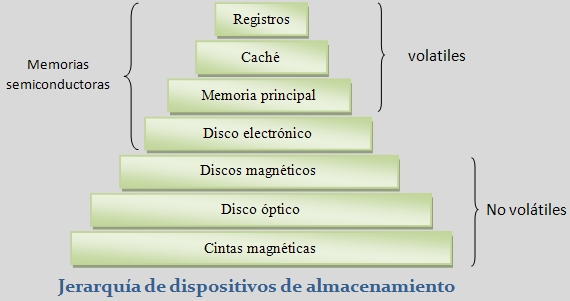 Registros
Caché
Memoria principal
Disco electrónico
Discos magnéticos
Disco óptico
Cintas magnéticas
Memorias
semiconductoras
volatiles
No volátiles
Jerarquía de dispositivos de almacenamiento